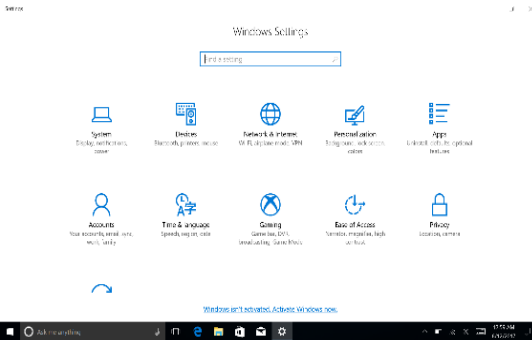 Settings
Windows Settings
Find a setting
System
Display, notifications,
power
Devices
Bluetooth, printers, mouse
Network & Internet
Wi-Fi, airplane mode, VPN
Personalization
Background, lock screen,
colors
Apps
Uninstall, defaults, optional
features
Accounts
Your accounts, email, sync,
work, family
Time & language
Speech, region, date
Gaming
Game bar, DVR,
broadcasting, Game Mode
Ease of Access
Narrator, magnifier, high
contrast
Privacy
Location, camera
Windows isn't activated. Activate Windows now.
Ask me anything
12:58 AM